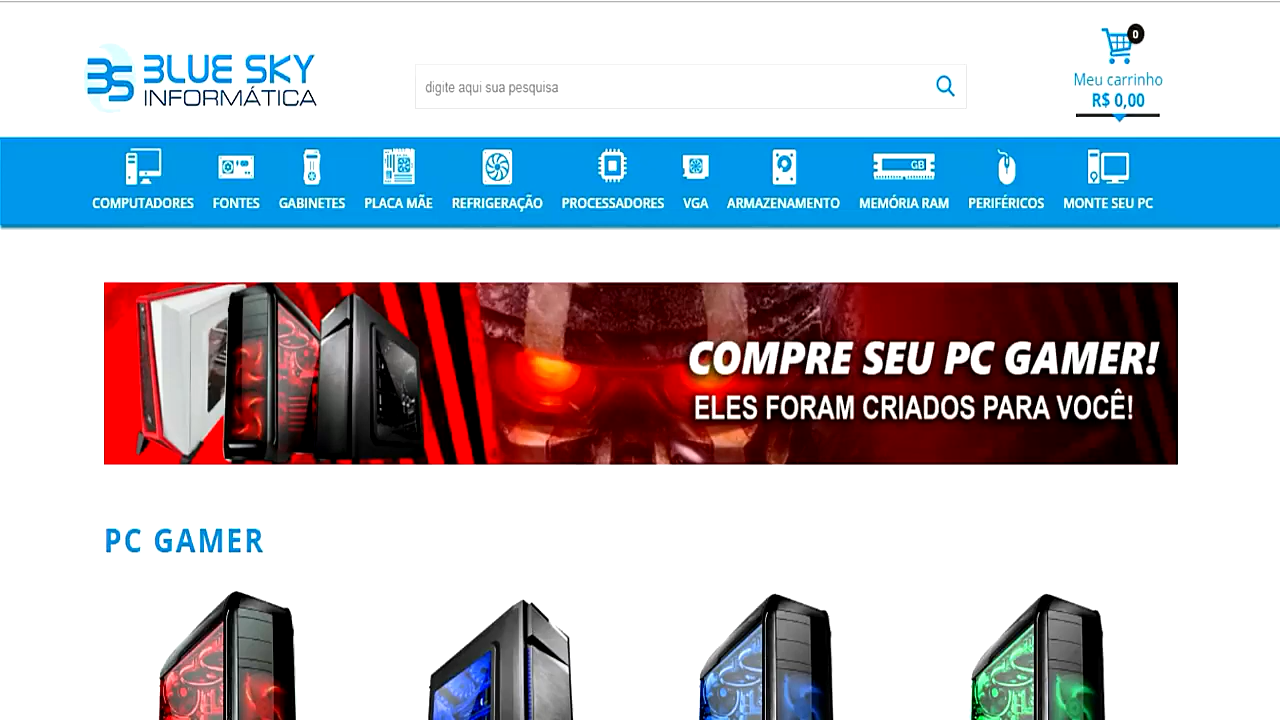 BS BLUE SKY
INFORMÁTICA
digite aqui sua pesquisa
0
Meu carrinho
R$ 0,00
COMPUTADORES FONTES GABINETES PLACA MÃE REFRIGERAÇÃO PROCESSADORES VGA ARMAZENAMENTO MEMÓRIA RAM PERIFÉRICOS MONTE SEU PC
GB
COMPRE SEU PC GAMER!
ELES FORAM CRIADOS PARA VOCÊ!
PC GAMER